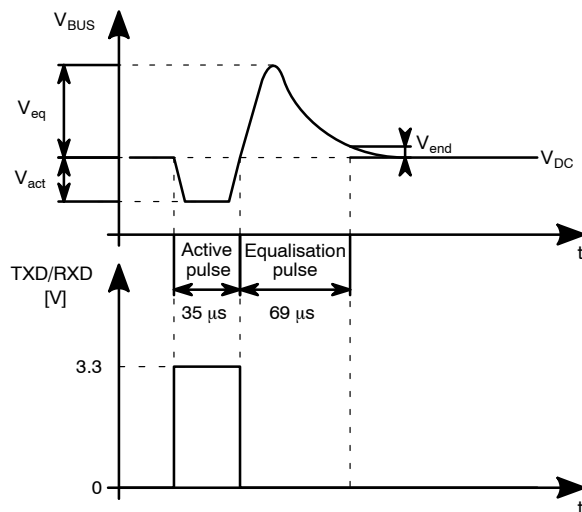 V_BUS
V_eq
V_act
V_end
V_DC
t
Active pulse
Equalisation pulse
TXD/RXD
[V]
35 μs
69 μs
3.3
0
t